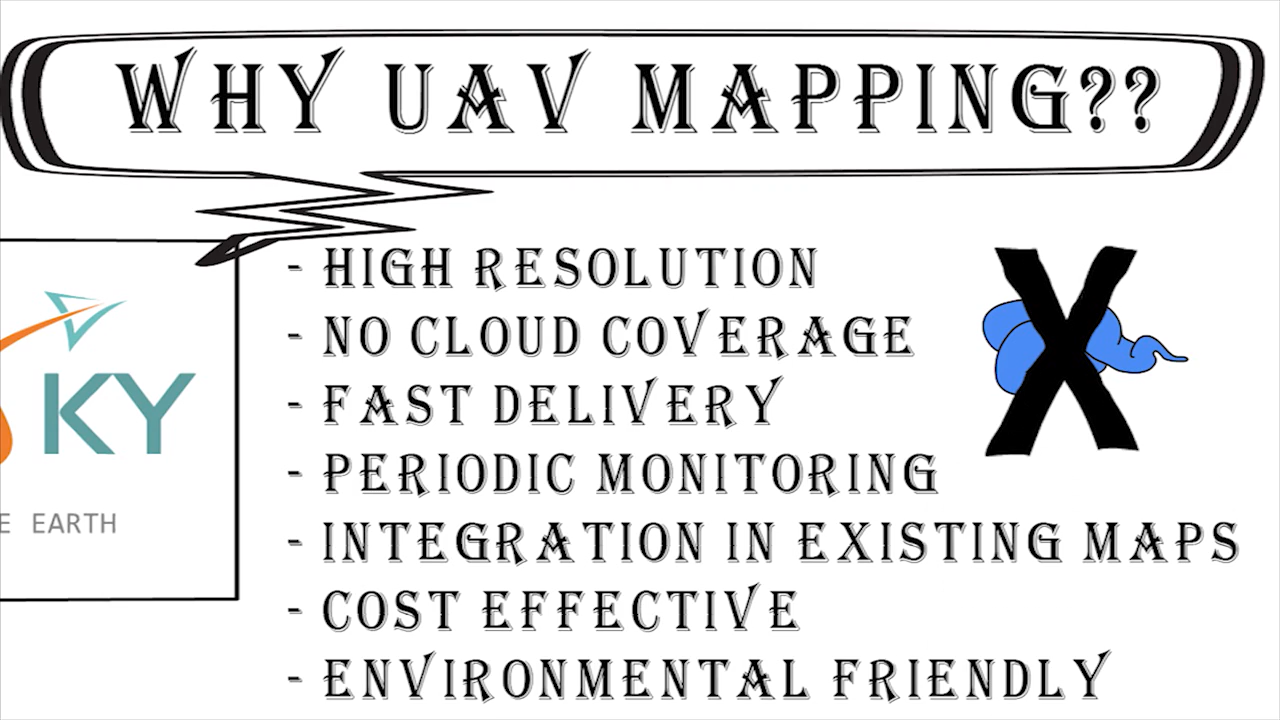 WHY UAV MAPPING??
- HIGH RESOLUTION
- NO CLOUD COVERAGE
- FAST DELIVERY
- PERIODIC MONITORING
- INTEGRATION IN EXISTING MAPS
- COST EFFECTIVE
- ENVIRONMENTAL FRIENDLY
KY
E EARTH
X